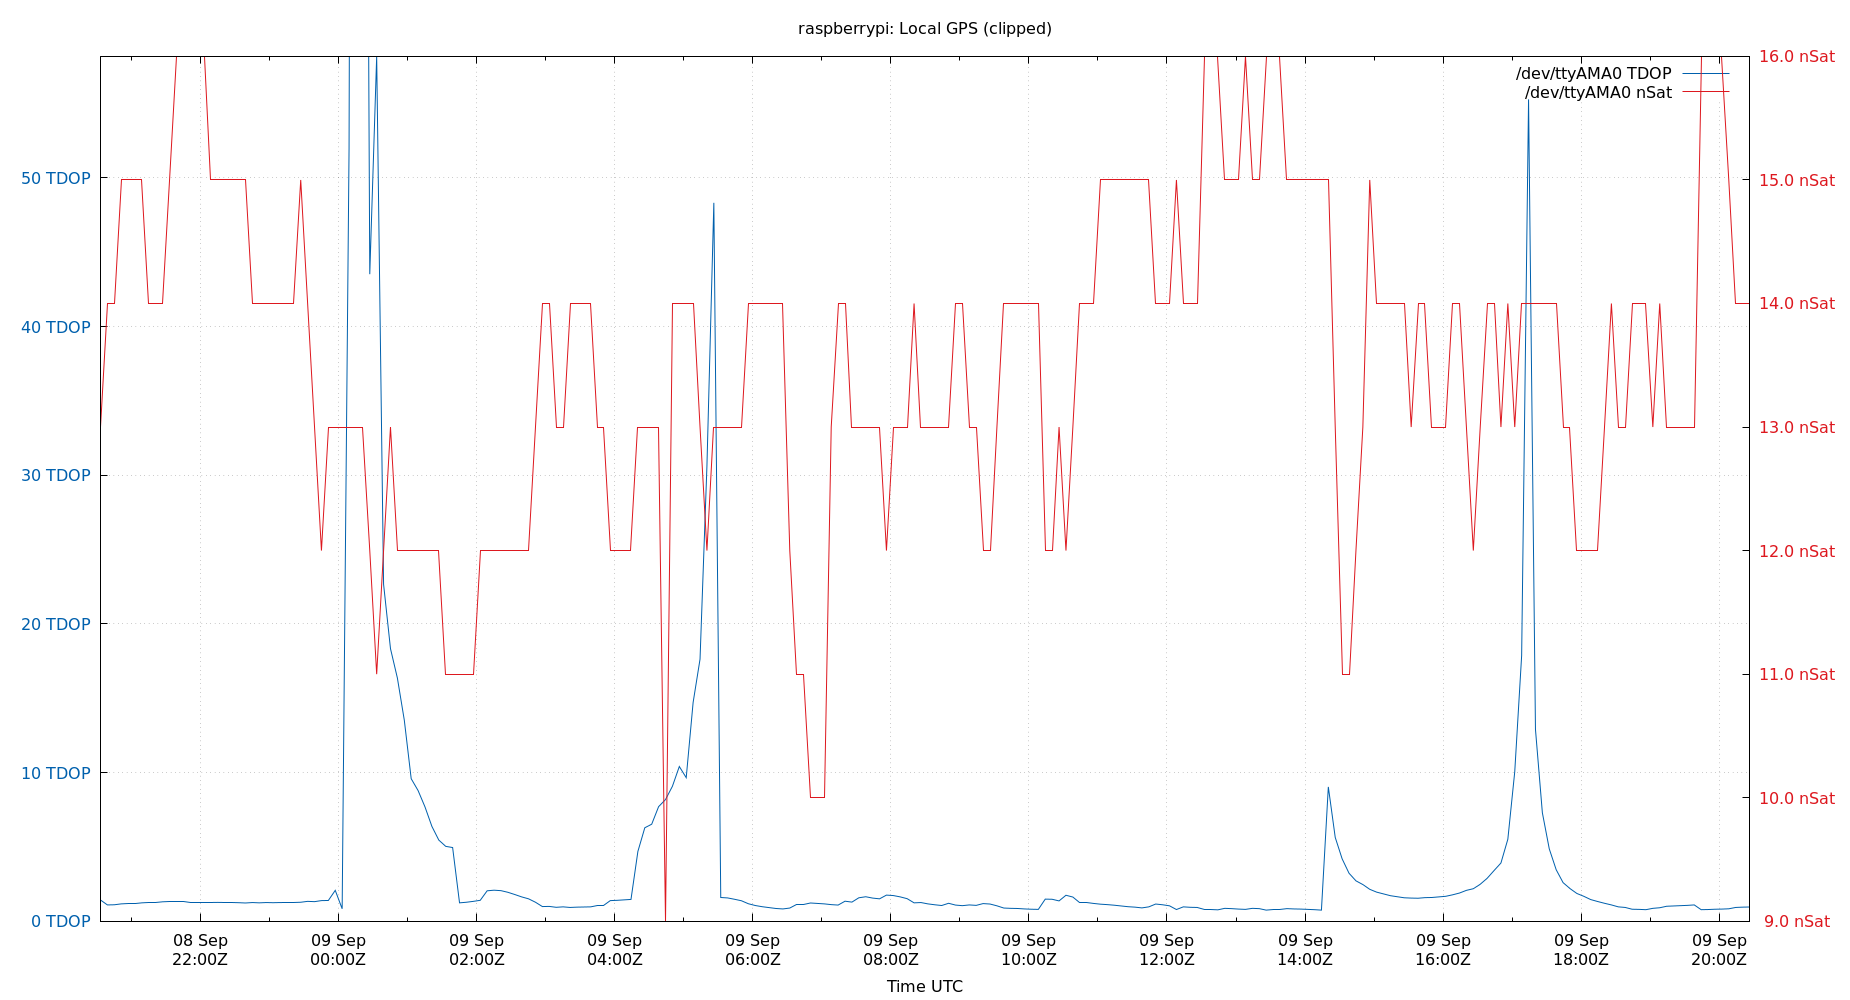 raspberrypi: Local GPS (clipped)
/dev/ttyAMA0 TDOP
/dev/ttyAMA0 nSat
50 TDOP
40 TDOP
30 TDOP
20 TDOP
10 TDOP
0 TDOP
16.0 nSat
15.0 nSat
14.0 nSat
13.0 nSat
12.0 nSat
11.0 nSat
10.0 nSat
9.0 nSat
08 Sep 09 Sep 09 Sep 09 Sep 09 Sep 09 Sep 09 Sep 09 Sep 09 Sep 09 Sep 09 Sep 09 Sep
22:00Z 00:00Z 02:00Z 04:00Z 06:00Z 08:00Z 10:00Z 12:00Z 14:00Z 16:00Z 18:00Z 20:00Z
Time UTC